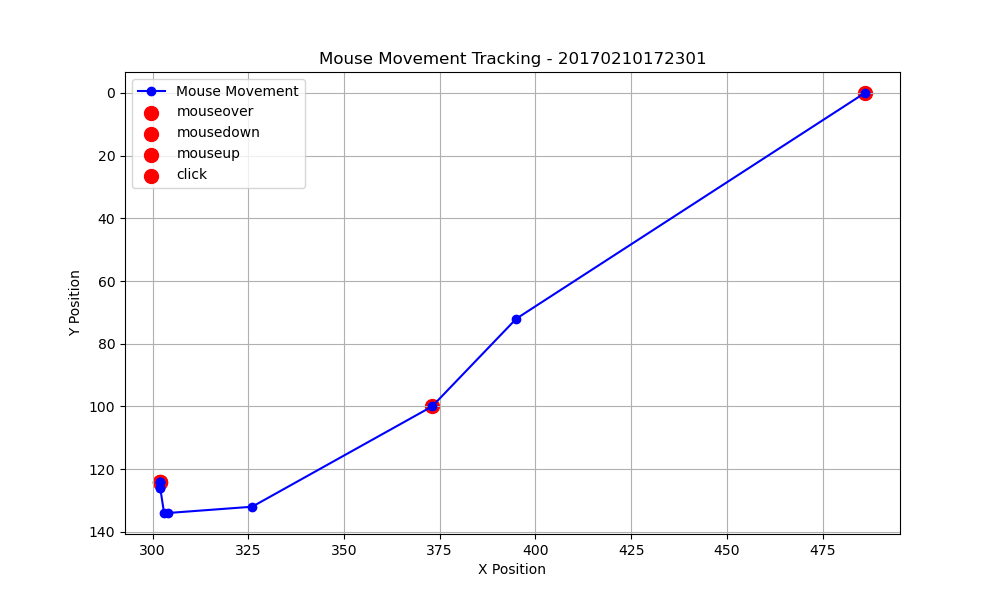 Mouse Movement Tracking - 20170210172301
Mouse Movement
mouseover
mousedown
mouseup
click
0
20
40
60
80
100
120
140
Y Position
300
325
350
375
400
425
450
475
X Position